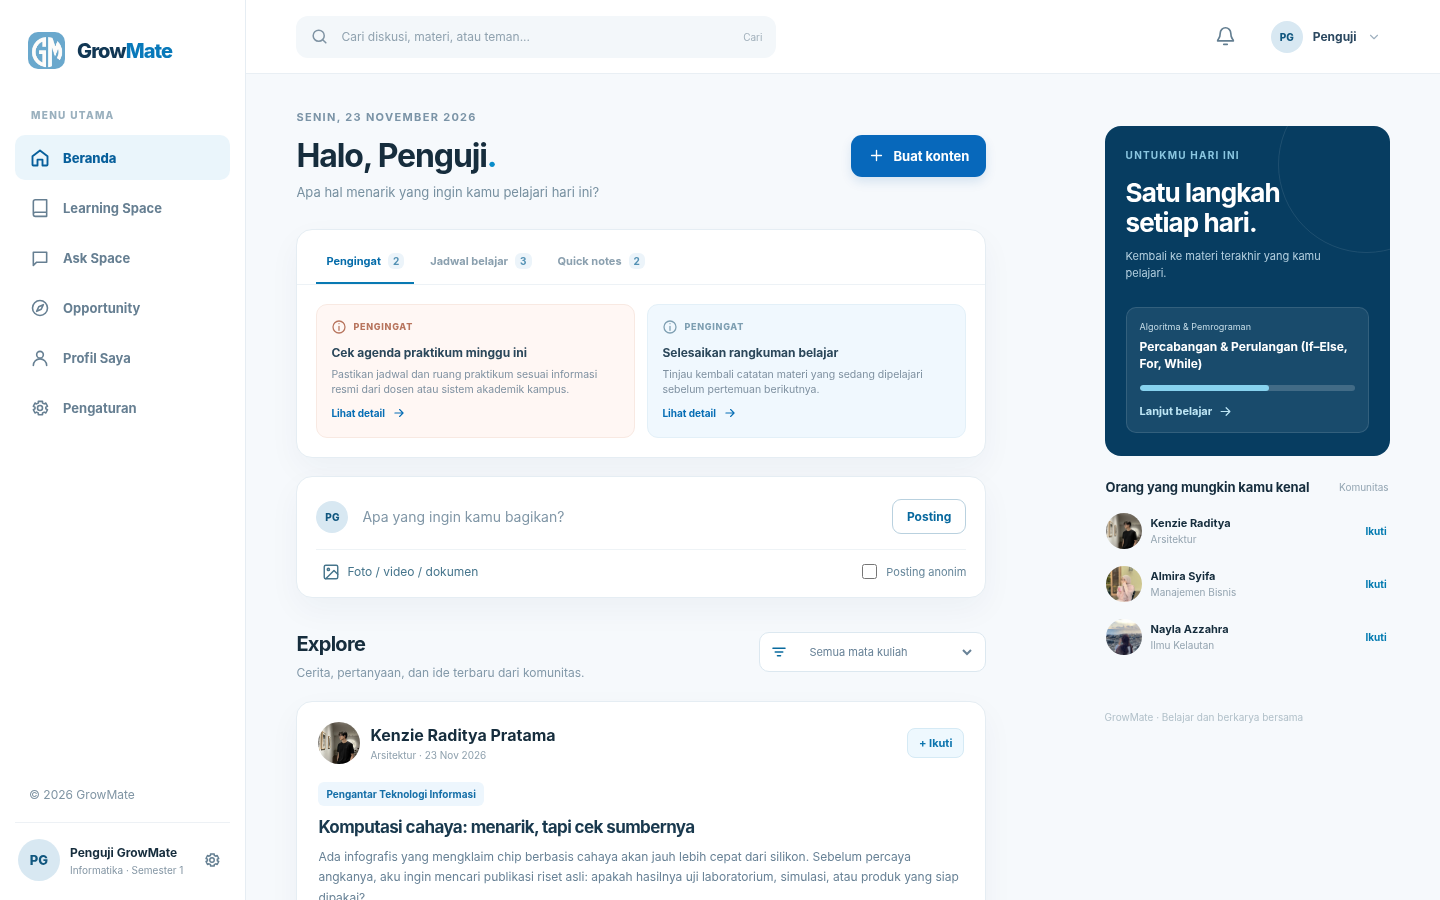 GM GrowMate
MENU UTAMA
Beranda
Learning Space
Ask Space
Opportunity
Profil Saya
Pengaturan
© 2026 GrowMate
PG
Penguji GrowMate
Informatika · Semester 1
Cari diskusi, materi, atau teman...
Cari
PG
Penguji
SENIN, 23 NOVEMBER 2026
Halo, Penguji.
Apa hal menarik yang ingin kamu pelajari hari ini?
Buat konten
Pengingat 2
Jadwal belajar 3
Quick notes 2
PENGINGAT
Cek agenda praktikum minggu ini
Pastikan jadwal dan ruang praktikum sesuai informasi
resmi dari dosen atau sistem akademik kampus.
Lihat detail
PENGINGAT
Selesaikan rangkuman belajar
Tinjau kembali catatan materi yang sedang dipelajari
sebelum pertemuan berikutnya.
Lihat detail
PG
Apa yang ingin kamu bagikan?
Posting
Foto / video / dokumen
Posting anonim
Explore
Cerita, pertanyaan, dan ide terbaru dari komunitas.
Semua mata kuliah
Kenzie Raditya Pratama
Arsitektur · 23 Nov 2026
+ Ikuti
Pengantar Teknologi Informasi
Komputasi cahaya: menarik, tapi cek sumbernya
Ada infografis yang mengklaim chip berbasis cahaya akan jauh lebih cepat dari silikon. Sebelum percaya
angkanya, aku ingin mencari publikasi riset asli: apakah hasilnya uji laboratorium, simulasi, atau produk yang siap
dipakai?
UNTUKMU HARI INI
Satu langkah
setiap hari.
Kembali ke materi terakhir yang kamu
pelajari.
Algoritma & Pemrograman
Percabangan & Perulangan (If–Else,
For, While)
Lanjut belajar
Orang yang mungkin kamu kenal
Komunitas
Kenzie Raditya
Arsitektur
Ikuti
Almira Syifa
Manajemen Bisnis
Ikuti
Nayla Azzahra
Ilmu Kelautan
Ikuti
GrowMate · Belajar dan berkarya bersama